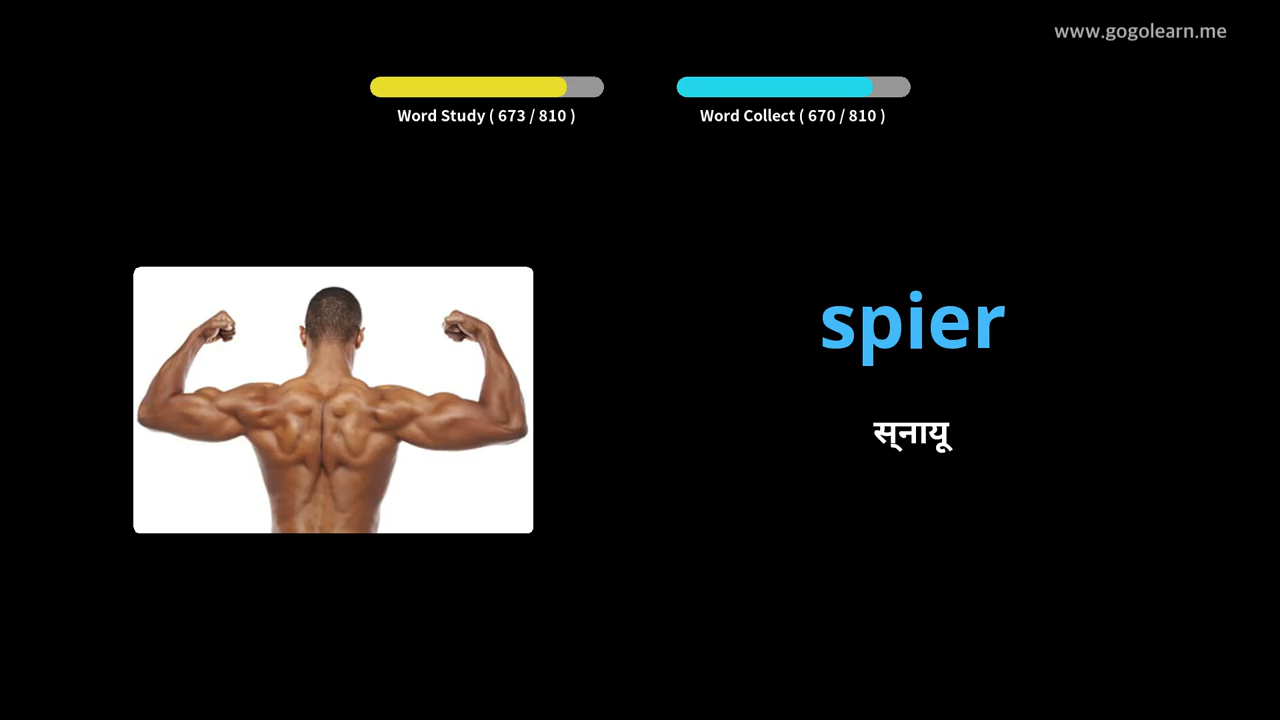 www.gogolearn.me
Word Study ( 673 / 810 )
Word Collect ( 670 / 810 )
spier
स्नायू